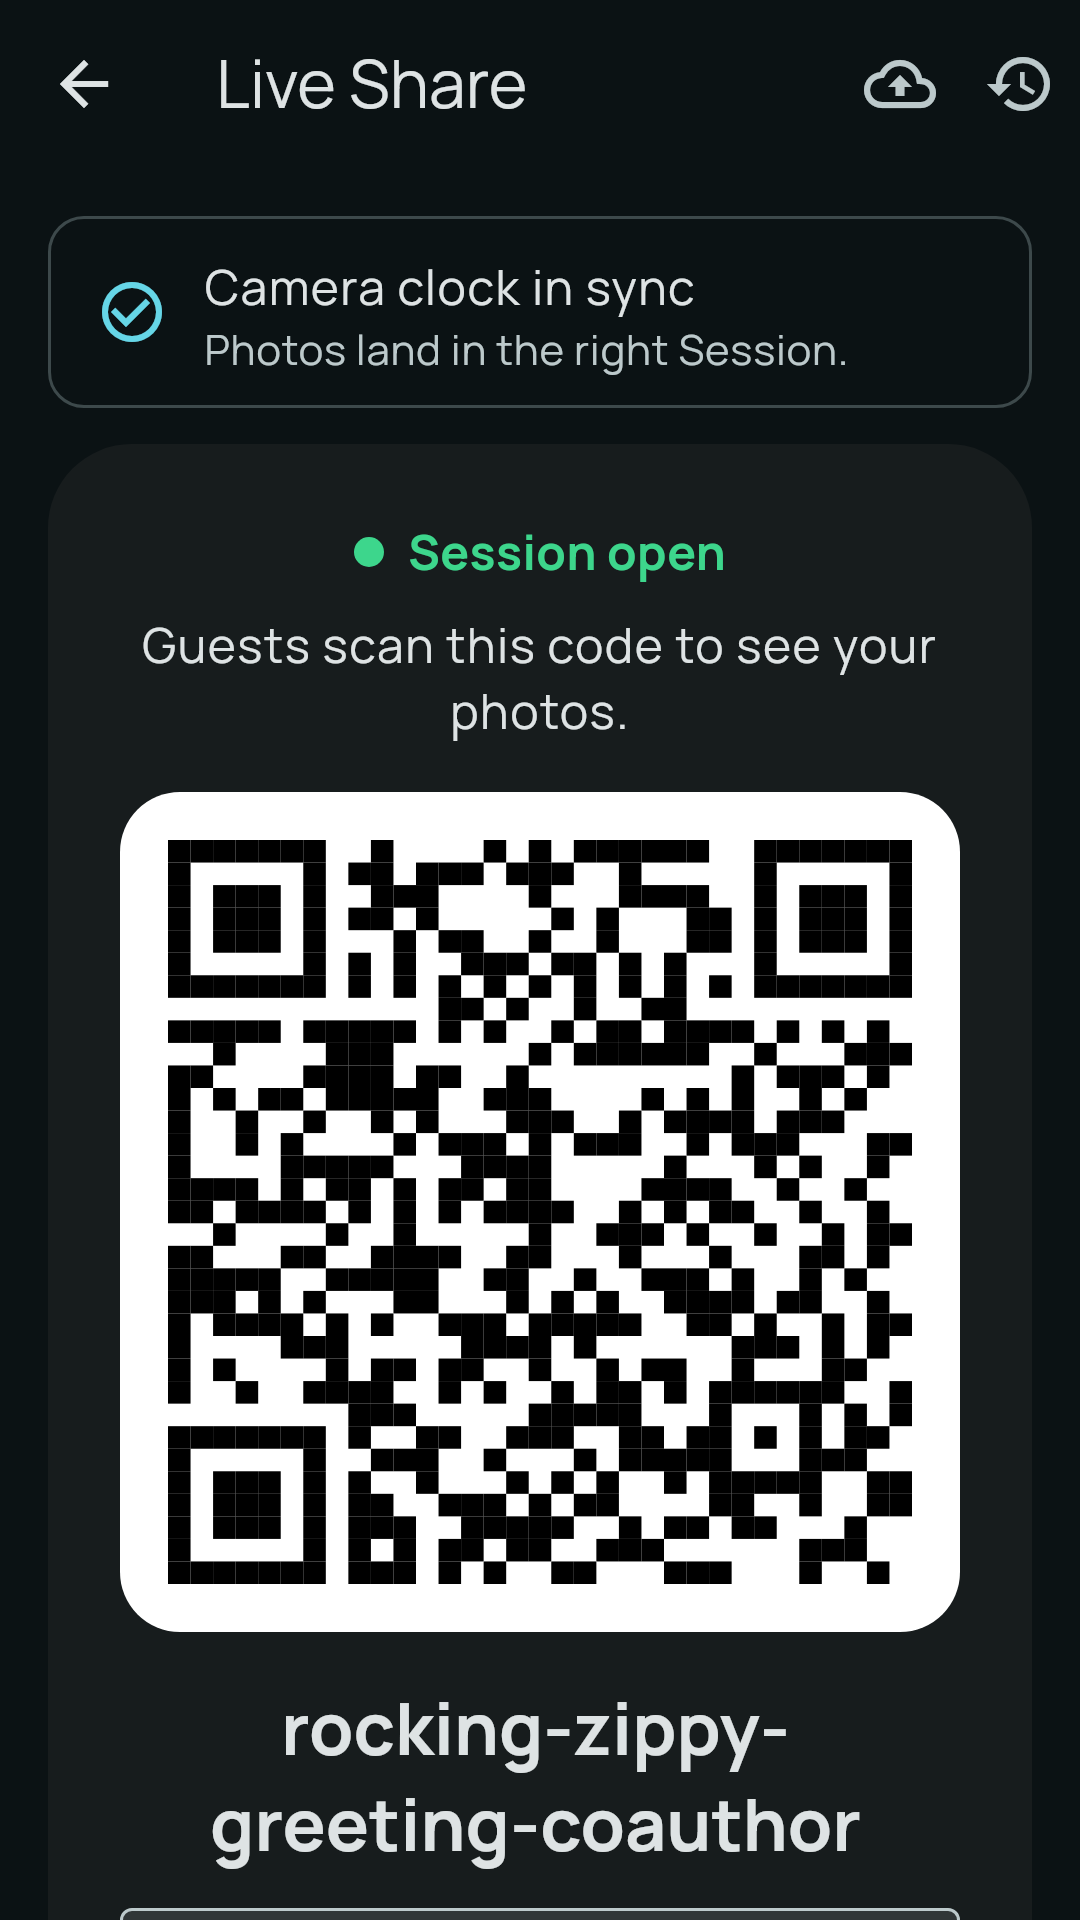 Live Share
Camera clock in sync
Photos land in the right Session.
Session open
Guests scan this code to see your
photos.
rocking-zippy-
greeting-coauthor